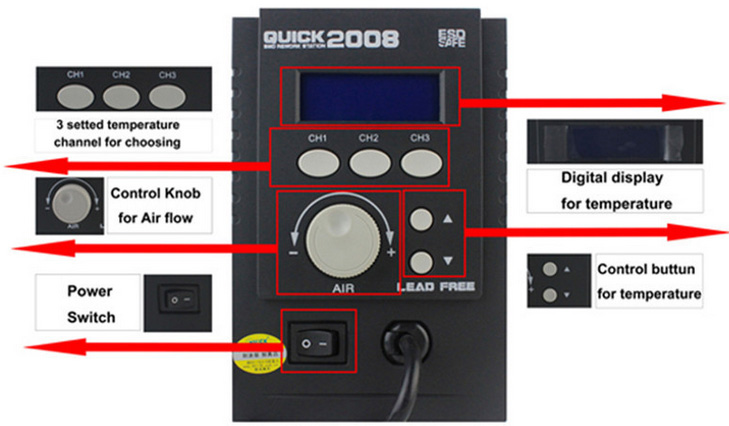 QUICK 2008
SMD REWORK STATION
ESD
SAFE
CH1 CH2 CH3
3 setted temperature
channel for choosing
CH1 CH2 CH3
Digital display
for temperature
Control Knob
for Air flow
- +
AIR
- +
AIR
▲
▼
LEAD FREE
Control buttun
for temperature
▲
▼
+
Power
Switch
O –
O –
QUICK